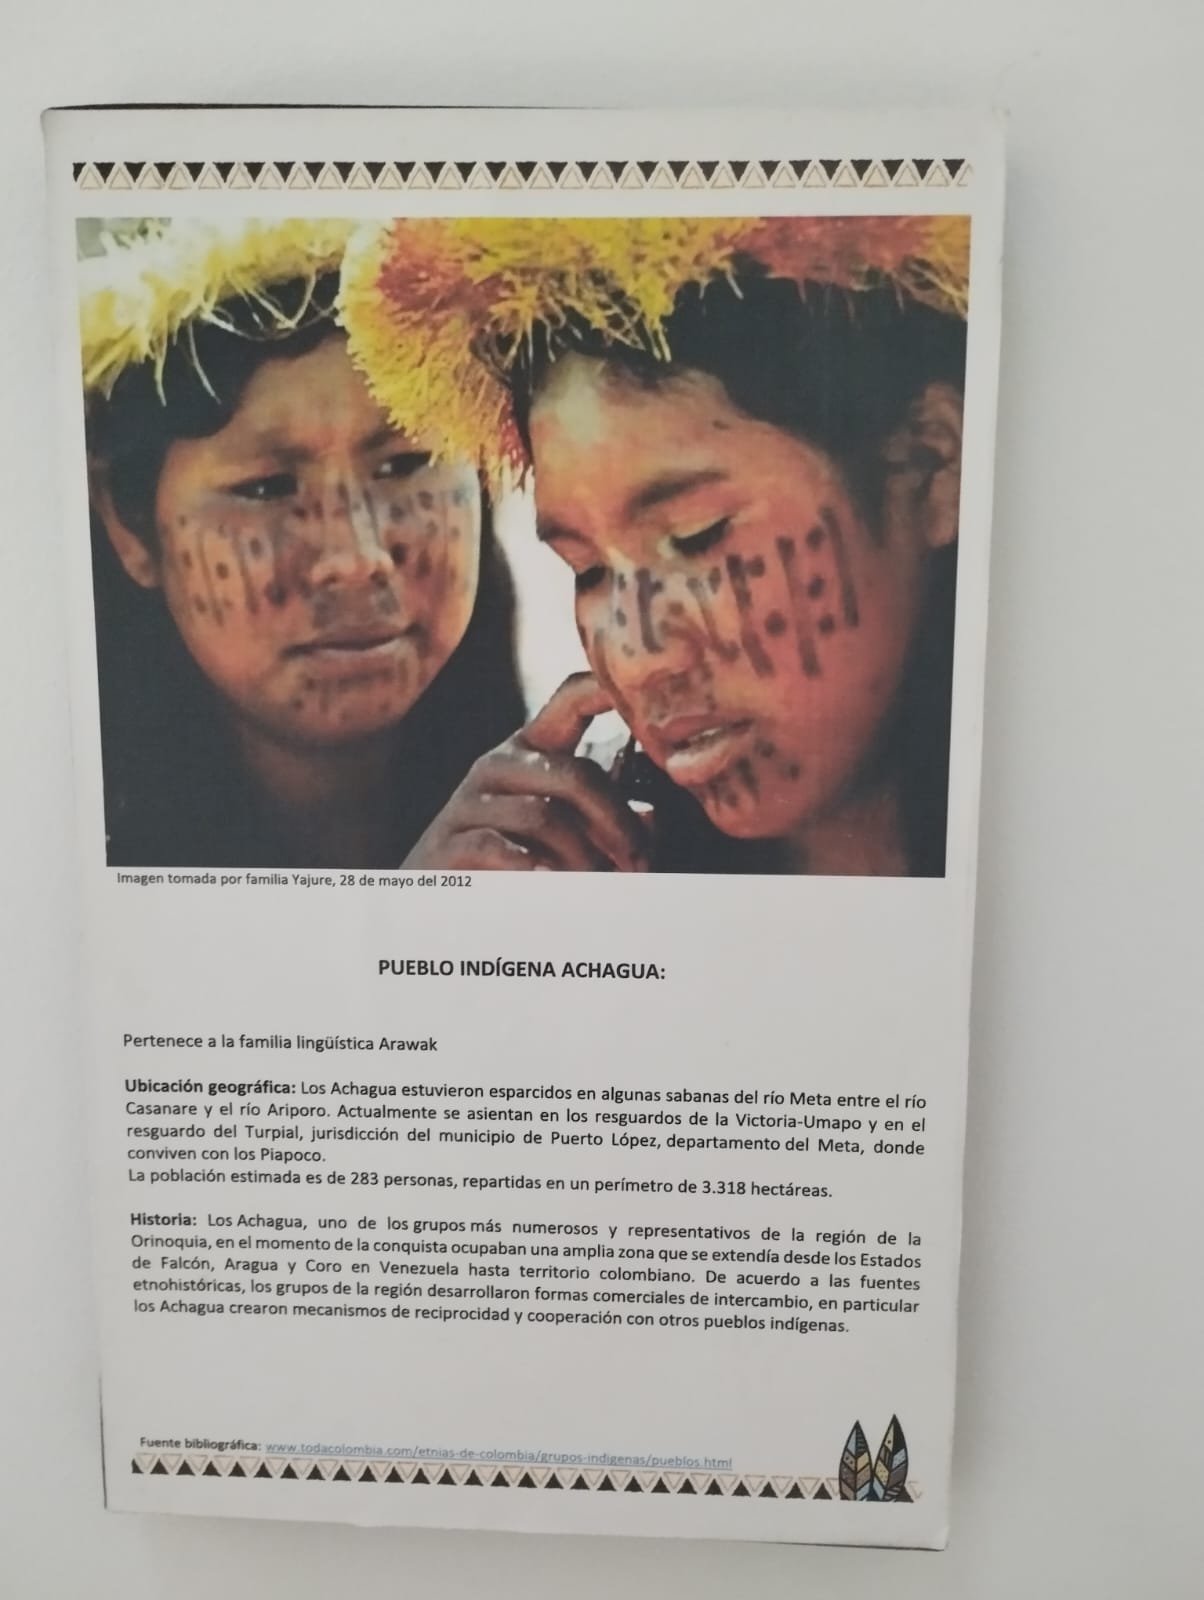 Imagen tomada por familia Yajure, 28 de mayo del 2012
PUEBLO INDÍGENA ACHAGUA:
Pertenece a la familia lingüística Arawak
Ubicación geográfica: Los Achagua estuvieron esparcidos en algunas sabanas del río Meta entre el río
Casanare y el río Ariporo. Actualmente se asientan en los resguardos de la Victoria-Umapo y en el
resguardo del Turpial, jurisdicción del municipio de Puerto López, departamento del Meta, donde
conviven con los Piapoco.
La población estimada es de 283 personas, repartidas en un perímetro de 3.318 hectáreas.
Historia: Los Achagua, uno de los grupos más numerosos y representativos de la región de la
Orinoquia, en el momento de la conquista ocupaban una amplia zona que se extendía desde los Estados
de Falcón, Aragua y Coro en Venezuela hasta territorio colombiano. De acuerdo a las fuentes
etnohistóricas, los grupos de la región desarrollaron formas comerciales de intercambio, en particular
los Achagua crearon mecanismos de reciprocidad y cooperación con otros pueblos indígenas.
Fuente bibliográfica: www.todacolombia.com/etnias-de-colombia/grupos-indigenas/pueblos.html